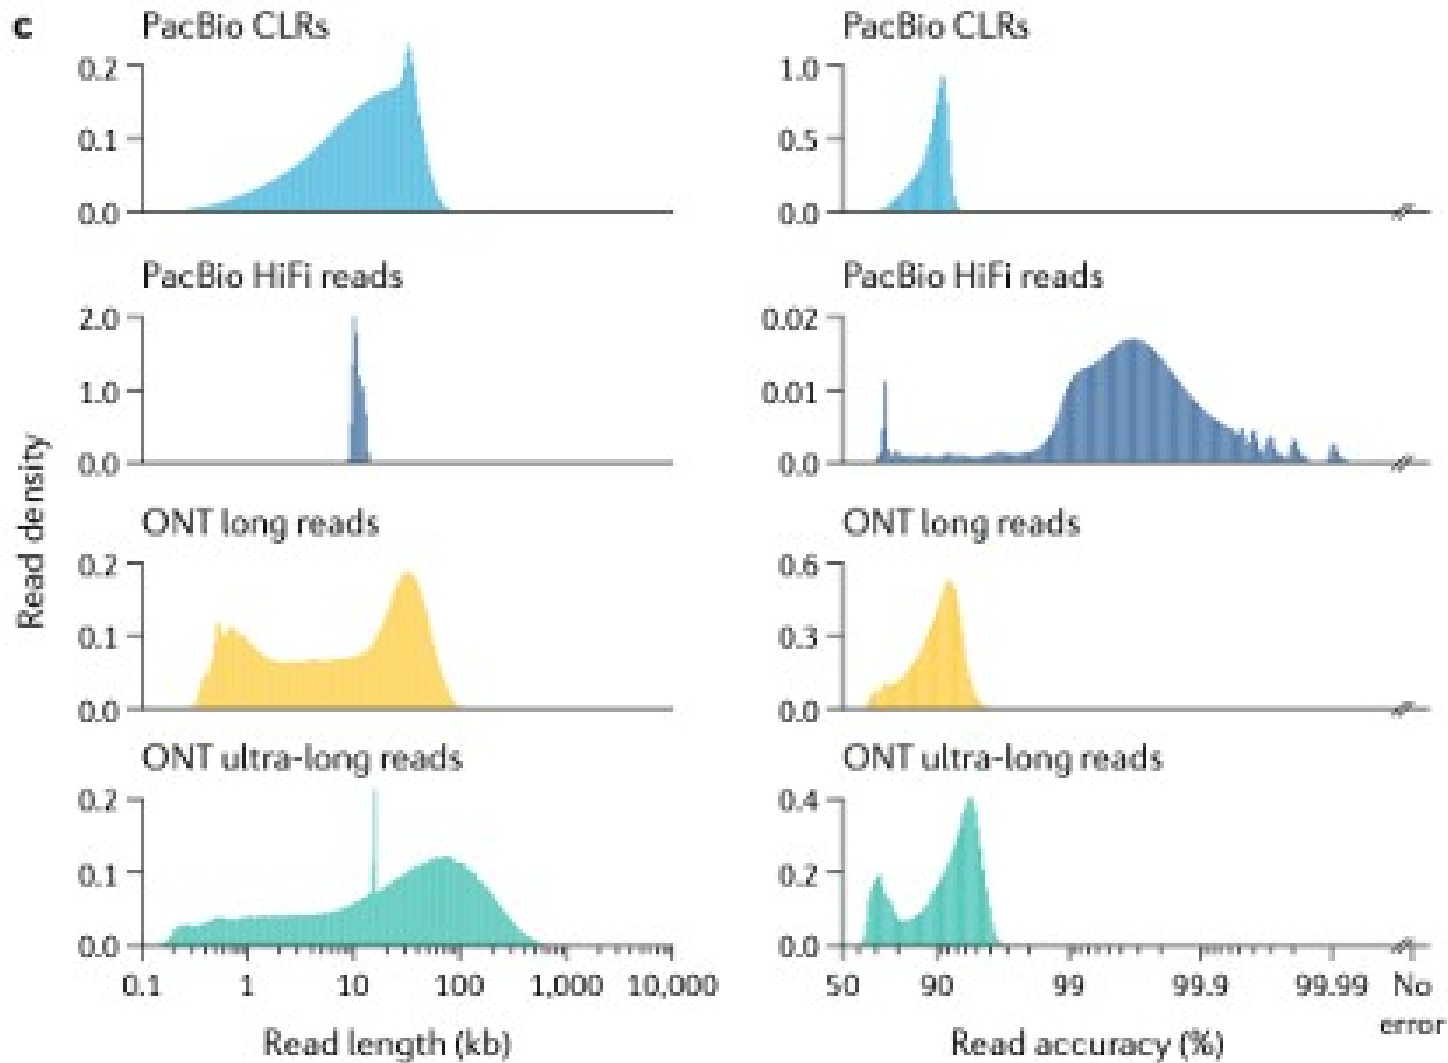 c
PacBio CLRs
0.2
0.1
0.0
PacBio CLRs
1.0
0.5
0.0
PacBio HiFi reads
2.0
1.0
0.0
PacBio HiFi reads
0.02
0.01
0.0
Read density
ONT long reads
0.2
0.1
0.0
ONT long reads
0.6
0.3
0.0
ONT ultra-long reads
0.2
0.1
0.0
0.1 1 10 100 1,000 10,000
Read length (kb)
ONT ultra-long reads
0.4
0.2
0.0
50 90 99 99.9 99.99 No
error
Read accuracy (%)